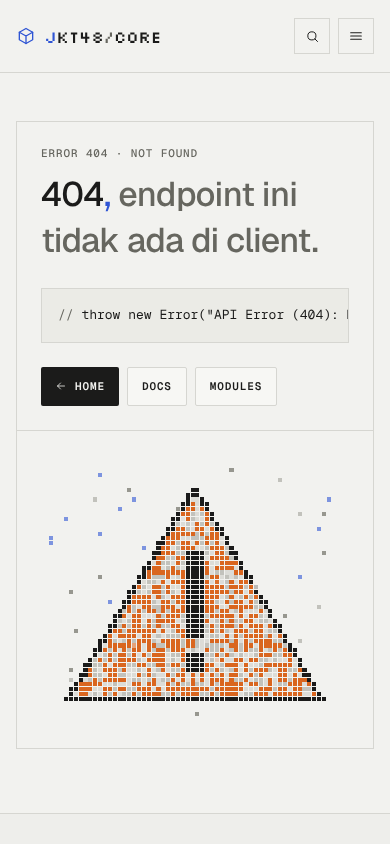 JKT48/CORE
ERROR 404 · NOT FOUND
404, endpoint ini
tidak ada di client.
// throw new Error("API Error (404):
← HOME
DOCS
MODULES